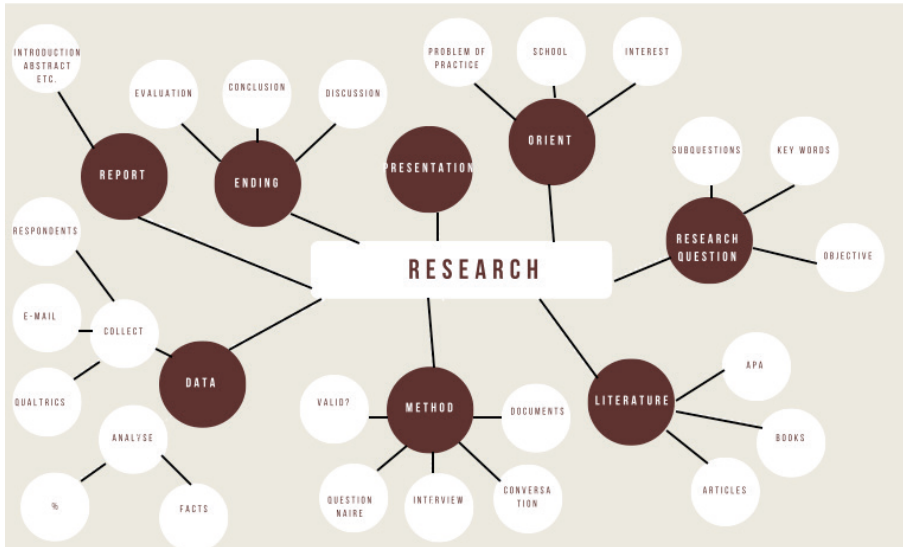 INTRODUCTION
ABSTRACT
ETC.
EVALUATION
CONCLUSION
DISCUSSION
PROBLEM OF
PRACTICE
SCHOOL
INTEREST
REPORT
ENDING
PRESENTATION
ORIENT
SUBQUESTIONS
KEY WORDS
RESEARCH
QUESTION
OBJECTIVE
RESEARCH
RESPONDENTS
E-MAIL
COLLECT
QUALTRICS
DATA
ANALYSE
%
FACTS
VALID?
METHOD
DOCUMENTS
QUESTION
NAIRE
INTERVIEW
CONVERSA
TION
LITERATURE
APA
BOOKS
ARTICLES